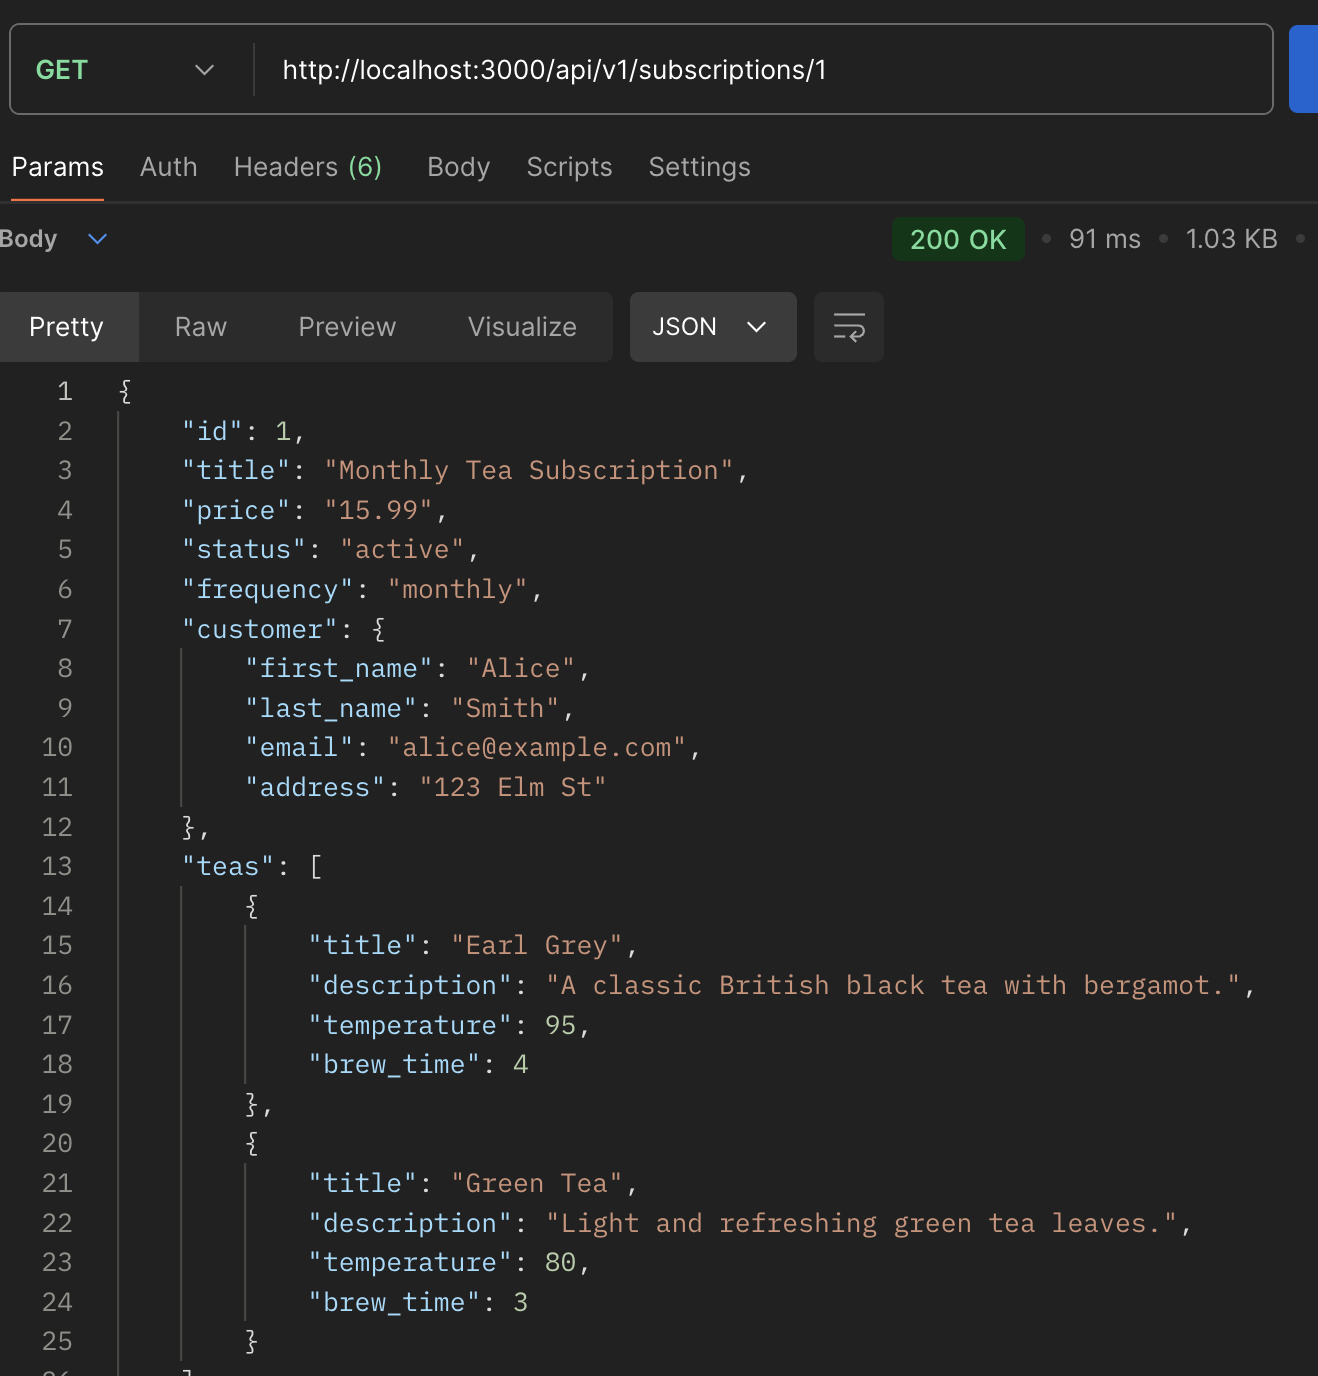 GET http://localhost:3000/api/v1/subscriptions/1
Params Auth Headers (6) Body Scripts Settings
Body 200 OK • 91 ms • 1.03 KB •
Pretty Raw Preview Visualize JSON
1 {
2 "id": 1,
3 "title": "Monthly Tea Subscription",
4 "price": "15.99",
5 "status": "active",
6 "frequency": "monthly",
7 "customer": {
8 "first_name": "Alice",
9 "last_name": "Smith",
10 "email": "alice@example.com",
11 "address": "123 Elm St"
12 },
13 "teas": [
14 {
15 "title": "Earl Grey",
16 "description": "A classic British black tea with bergamot.",
17 "temperature": 95,
18 "brew_time": 4
19 },
20 {
21 "title": "Green Tea",
22 "description": "Light and refreshing green tea leaves.",
23 "temperature": 80,
24 "brew_time": 3
25 }